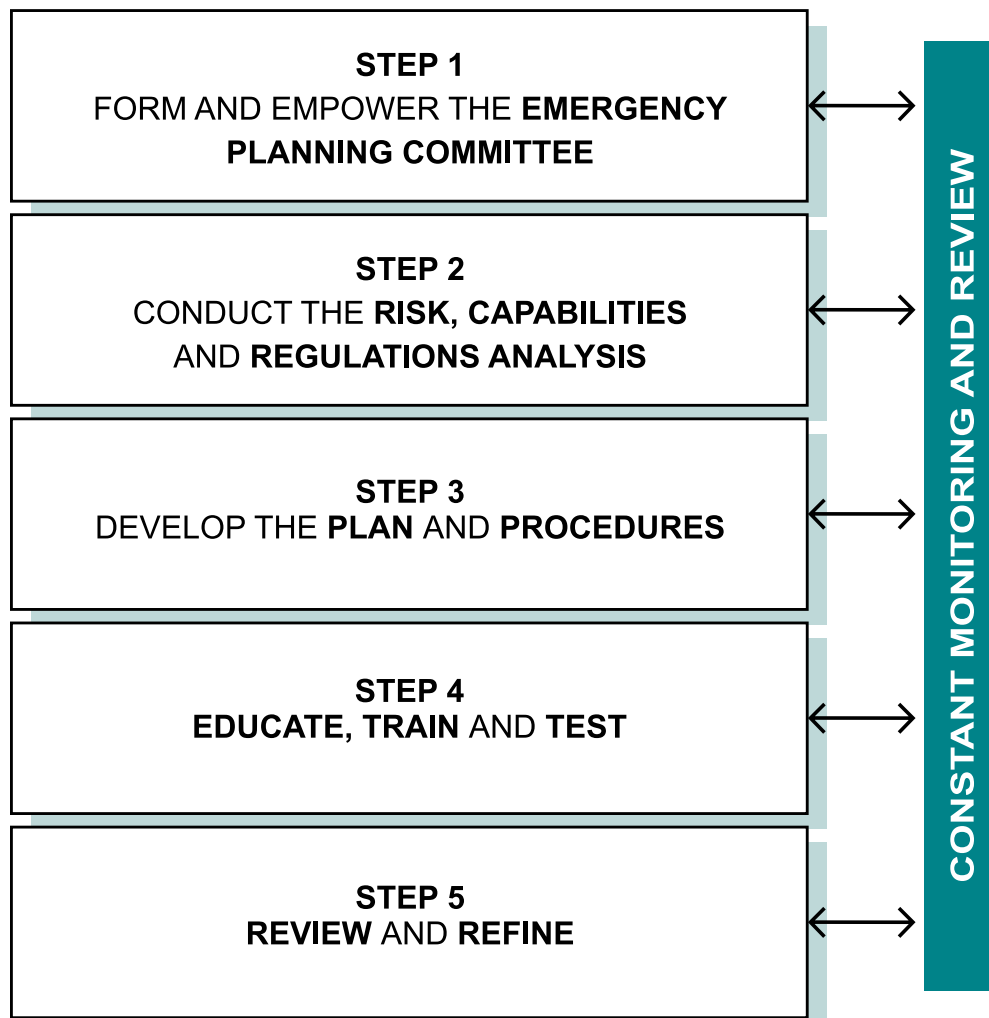 STEP 1
FORM AND EMPOWER THE EMERGENCY
PLANNING COMMITTEE
STEP 2
CONDUCT THE RISK, CAPABILITIES
AND REGULATIONS ANALYSIS
STEP 3
DEVELOP THE PLAN AND PROCEDURES
STEP 4
EDUCATE, TRAIN AND TEST
STEP 5
REVIEW AND REFINE
CONSTANT MONITORING AND REVIEW